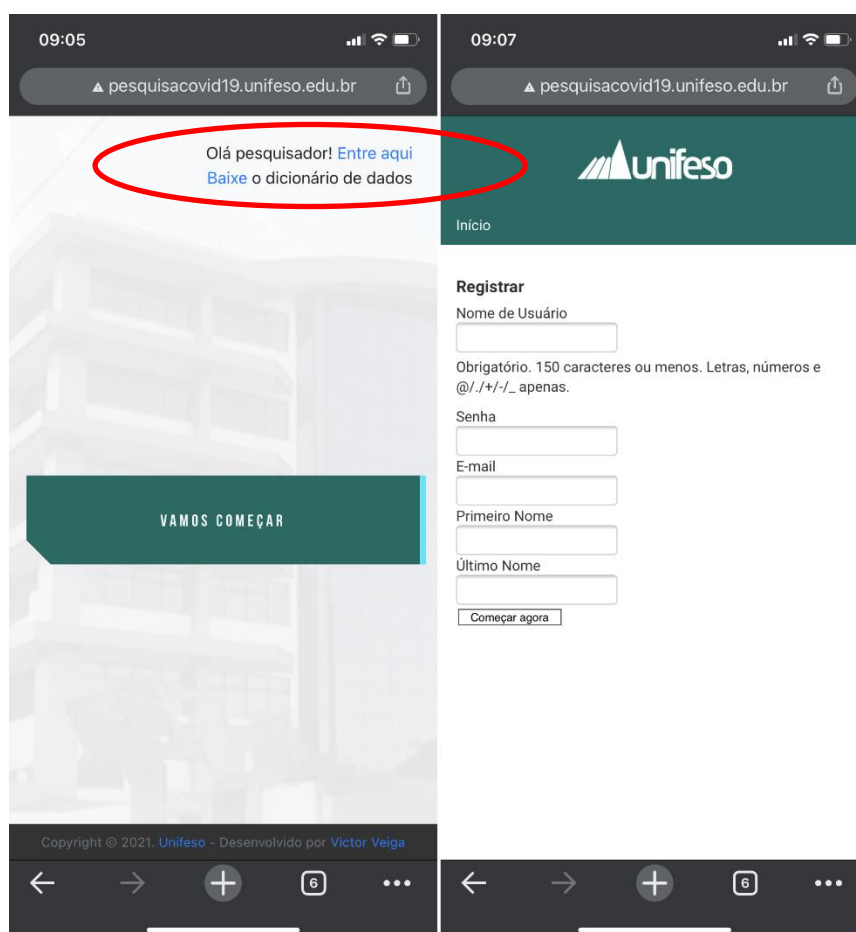 09:05
pesquisacovid19.unifeso.edu.br
Olá pesquisador! Entre aqui
Baixe o dicionário de dados
VAMOS COMEÇAR
Copyright © 2021. Unifeso - Desenvolvido por Victor Veiga
6
09:07
pesquisacovid19.unifeso.edu.br
unifeso
Início
Registrar
Nome de Usuário
Obrigatório. 150 caracteres ou menos. Letras, números e
@/./+/-/_ apenas.
Senha
E-mail
Primeiro Nome
Último Nome
Começar agora
6